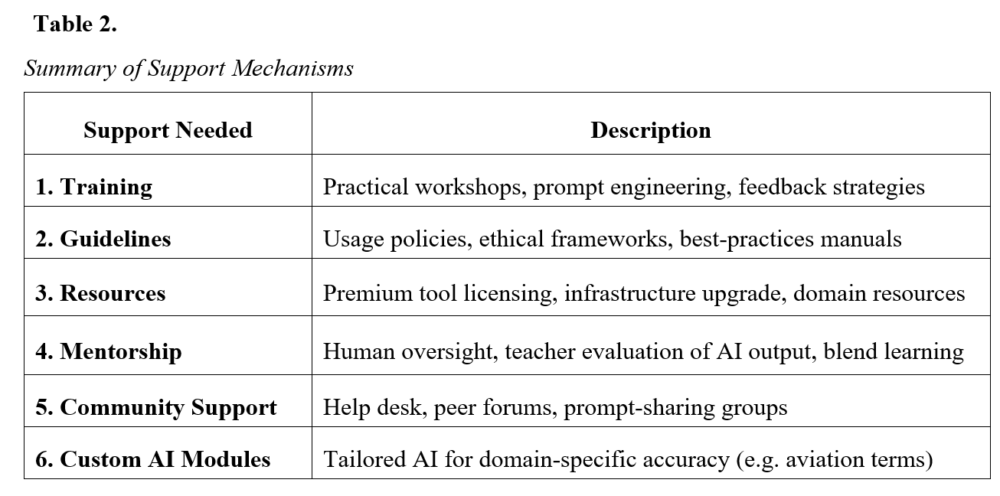 Table 2.
Summary of Support Mechanisms
Support Needed Description
1. Training Practical workshops, prompt engineering, feedback strategies
2. Guidelines Usage policies, ethical frameworks, best-practices manuals
3. Resources Premium tool licensing, infrastructure upgrade, domain resources
4. Mentorship Human oversight, teacher evaluation of AI output, blend learning
5. Community Support Help desk, peer forums, prompt-sharing groups
6. Custom AI Modules Tailored AI for domain-specific accuracy (e.g. aviation terms)